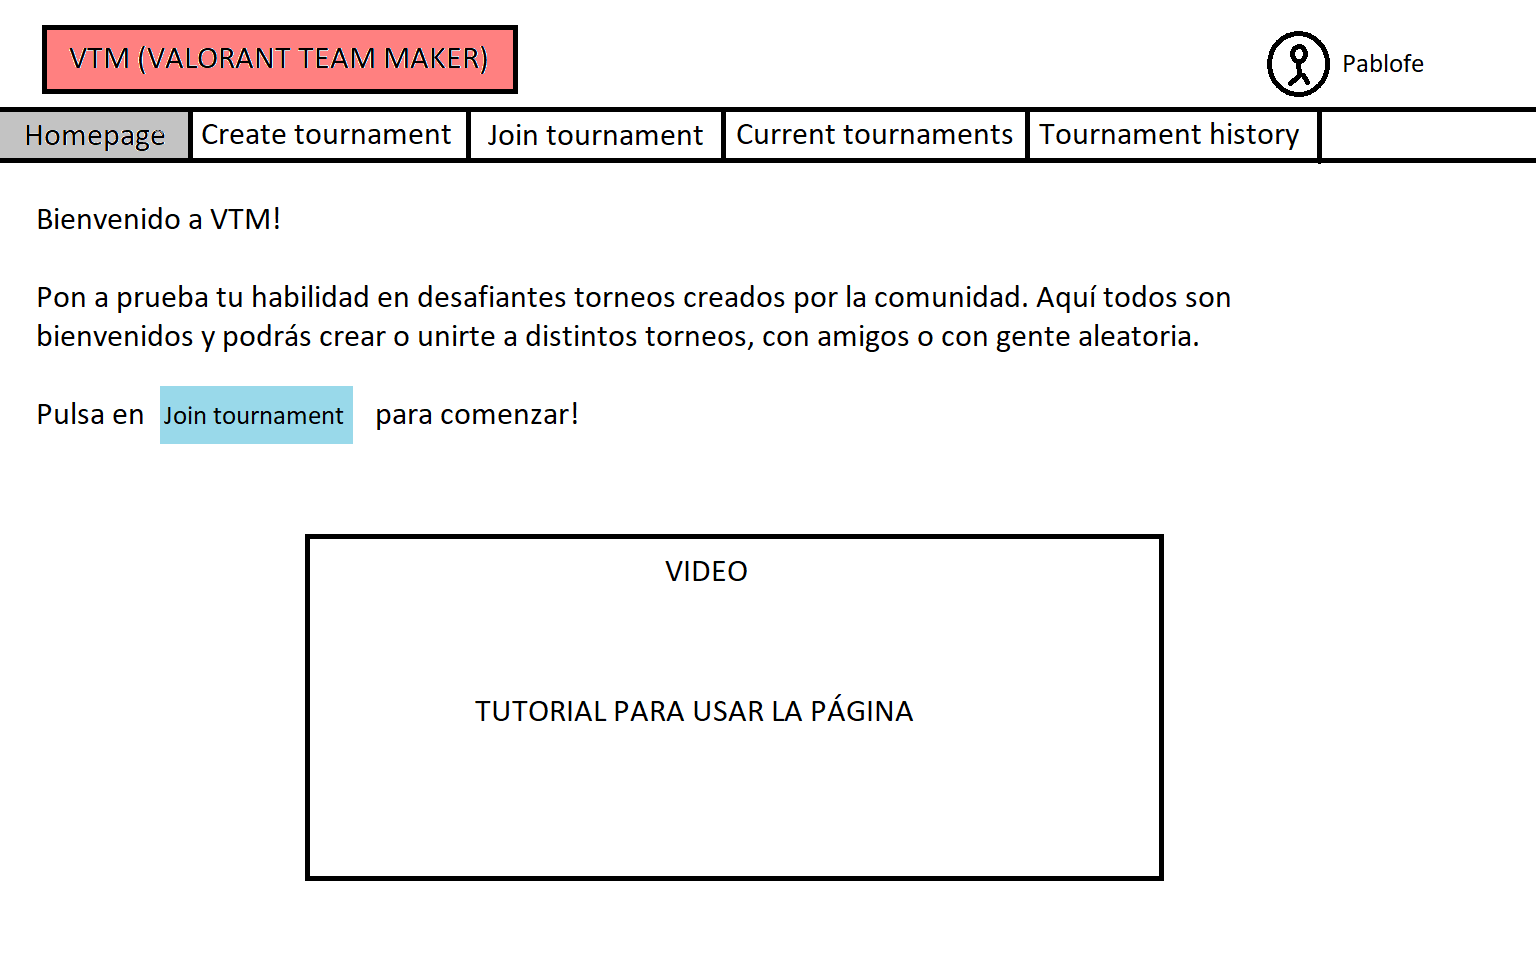 VTM (VALORANT TEAM MAKER)
Pablofe
Homepage
Create tournament
Join tournament
Current tournaments
Tournament history
Bienvenido a VTM!
Pon a prueba tu habilidad en desafiantes torneos creados por la comunidad. Aquí todos son
bienvenidos y podrás crear o unirte a distintos torneos, con amigos o con gente aleatoria.
Pulsa en Join tournament para comenzar!
VIDEO
TUTORIAL PARA USAR LA PÁGINA